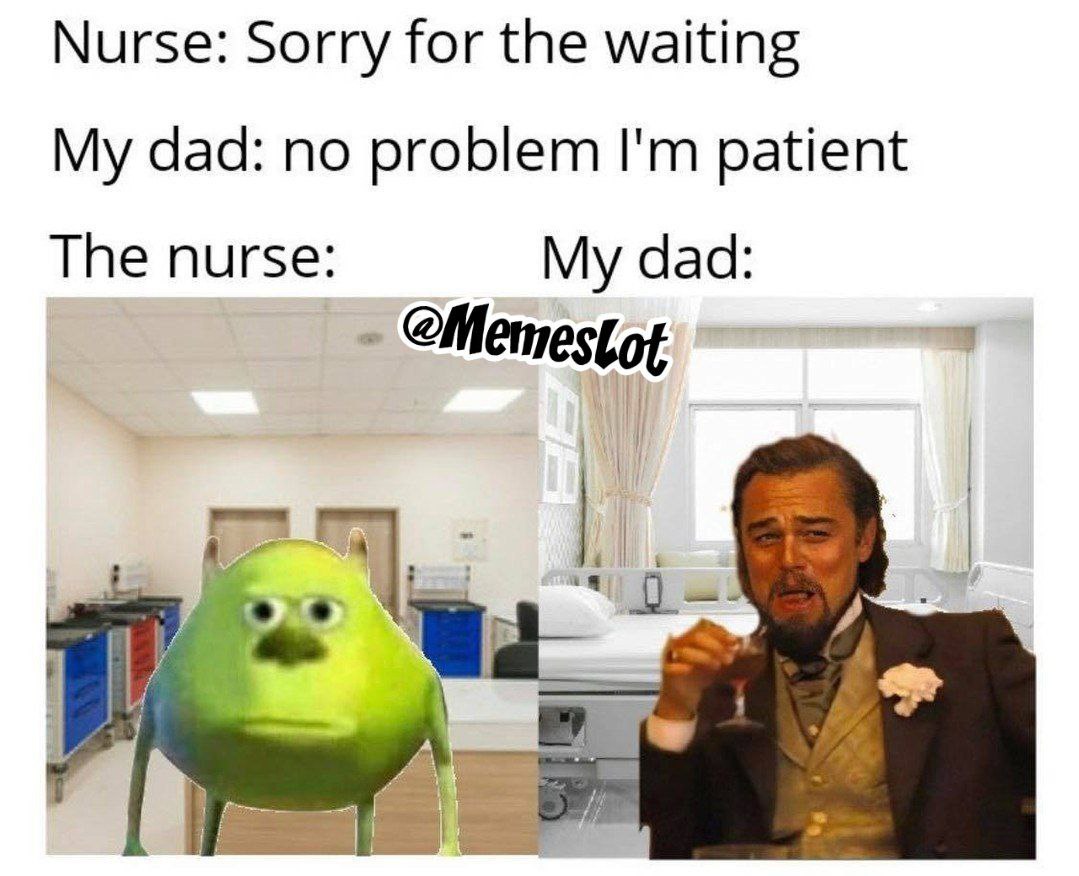 Nurse: Sorry for the waiting
My dad: no problem I'm patient
The nurse:
My dad:
@MemesLot